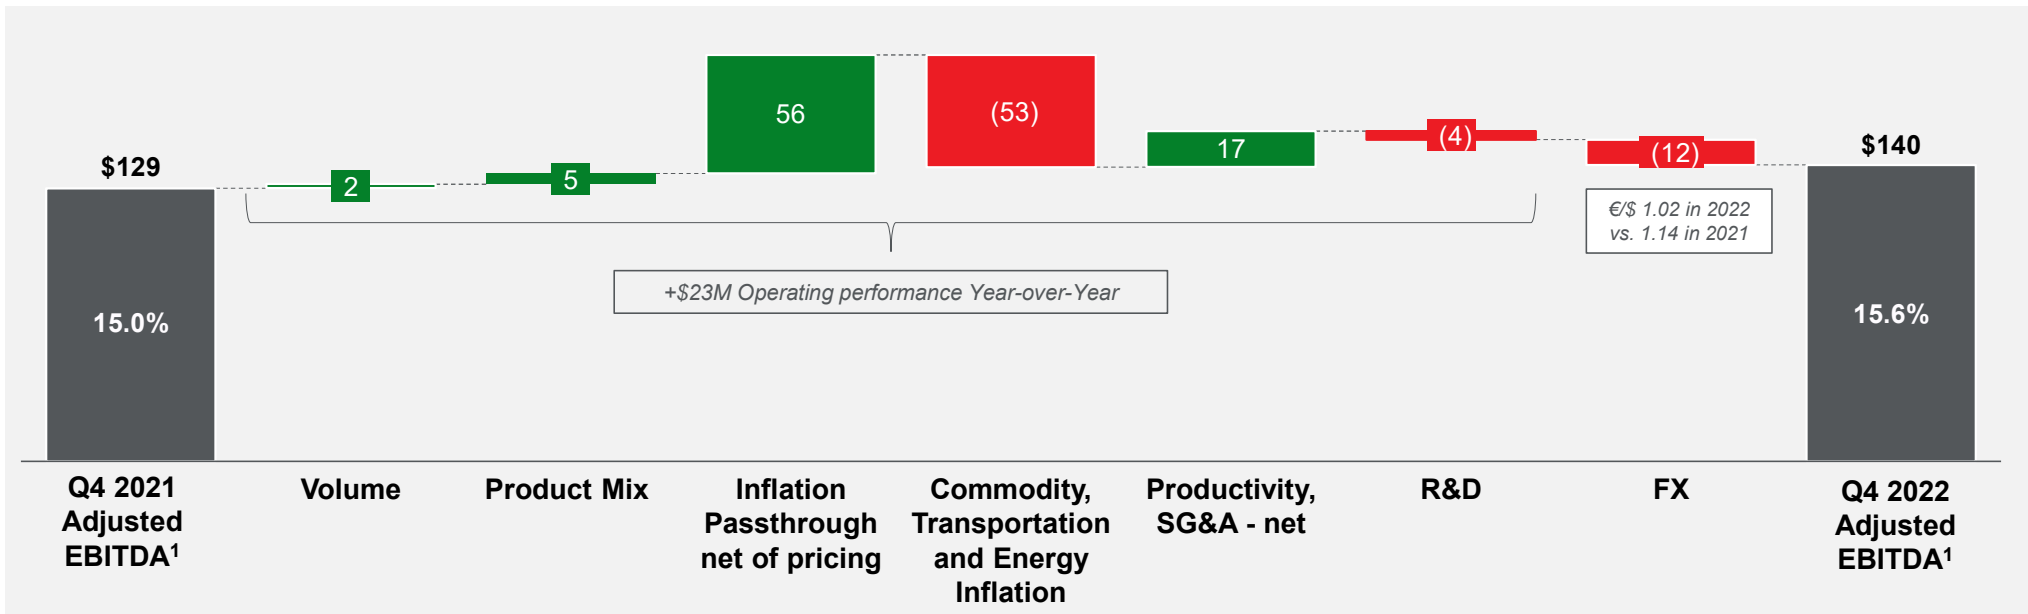 $129
15.0%
2
5
56
(53)
17
(4)
(12)
€/$ 1.02 in 2022
vs. 1.14 in 2021
+$23M Operating performance Year-over-Year
$140
15.6%
Q4 2021
Adjusted
EBITDA¹
Volume
Product Mix
Inflation
Passthrough
net of pricing
Commodity,
Transportation
and Energy
Inflation
Productivity,
SG&A - net
R&D
FX
Q4 2022
Adjusted
EBITDA¹